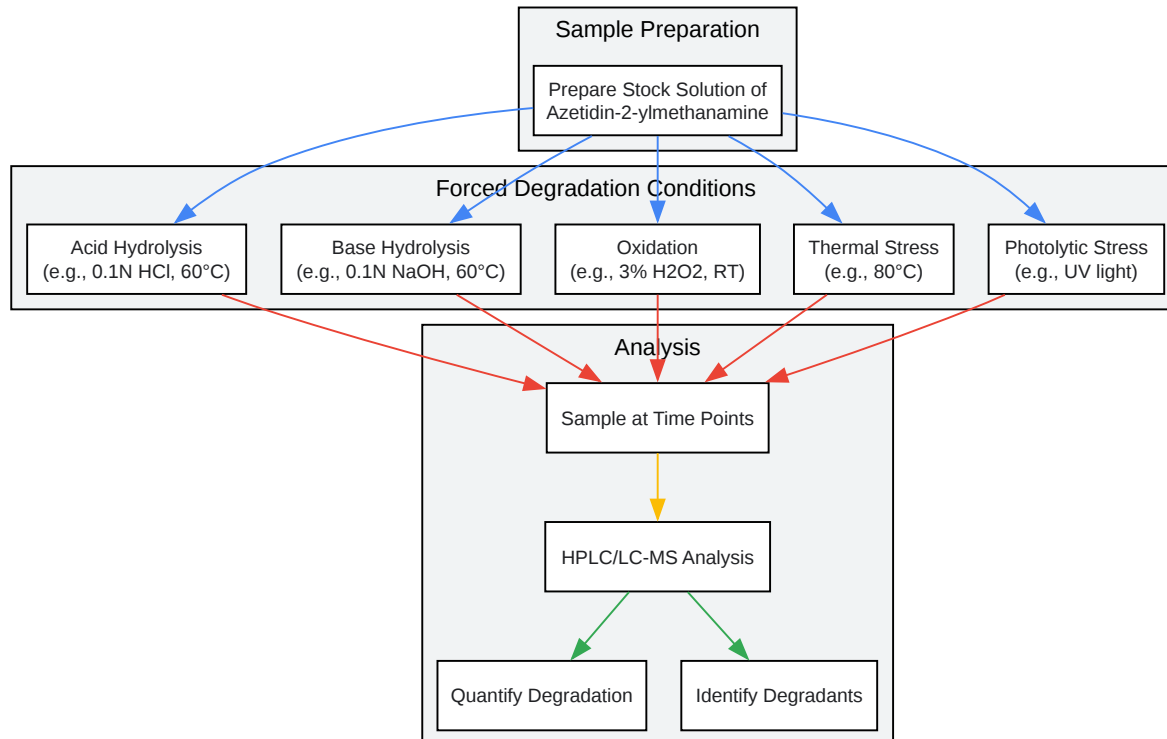 Sample Preparation
Prepare Stock Solution of
Azetidin-2-ylmethanamine
Forced Degradation Conditions
Acid Hydrolysis
(e.g., 0.1N HCl, 60°C)
Base Hydrolysis
(e.g., 0.1N NaOH, 60°C)
Oxidation
(e.g., 3% H2O2, RT)
Thermal Stress
(e.g., 80°C)
Photolytic Stress
(e.g., UV light)
Analysis
Sample at Time Points
HPLC/LC-MS Analysis
Quantify Degradation
Identify Degradants